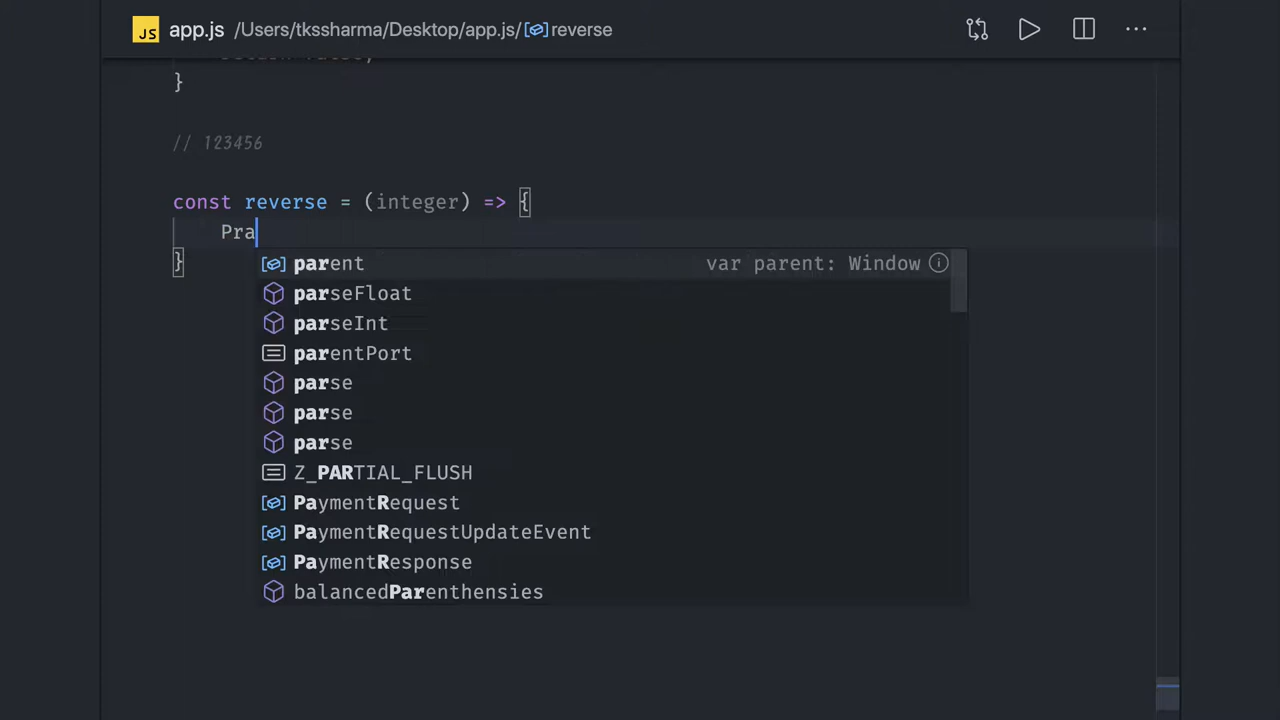 JS app.js /Users/tkssharma/Desktop/app.js/reverse
}
// 123456
const reverse = (integer) => {
Pra
}
parent var parent: Window
parseFloat
parseInt
parentPort
parse
parse
parse
Z_PARTIAL_FLUSH
PaymentRequest
PaymentRequestUpdateEvent
PaymentResponse
balancedParenthensies